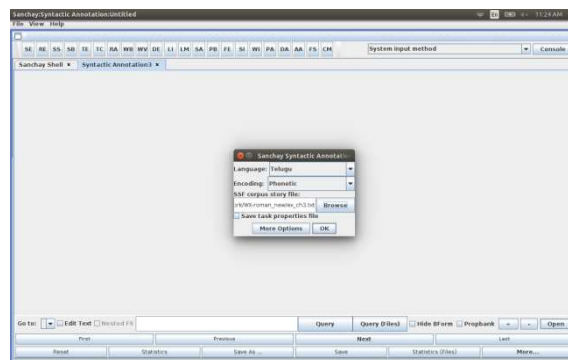 Sanchay:Syntactic Annotation:Untitled
11:24 AM
File View Help
SE RE SS SB TE TC RA WB WV DE LI LM SA PB FE SI WI PA DA AA FS CM System input method Console
Sanchay Shell × Syntactic Annotation3 ×
Sanchay Syntactic Annotation
Language: Telugu
Encoding: Phonetic
SSF corpus story file:
Browse
Save task properties file
More Options OK
Go to: Edit Text Nested FS Query Query (Files) Hide BForm Propbank + - Open
First Previous Next Last
Reset Statistics Save As ... Save Statistics (Files) More...